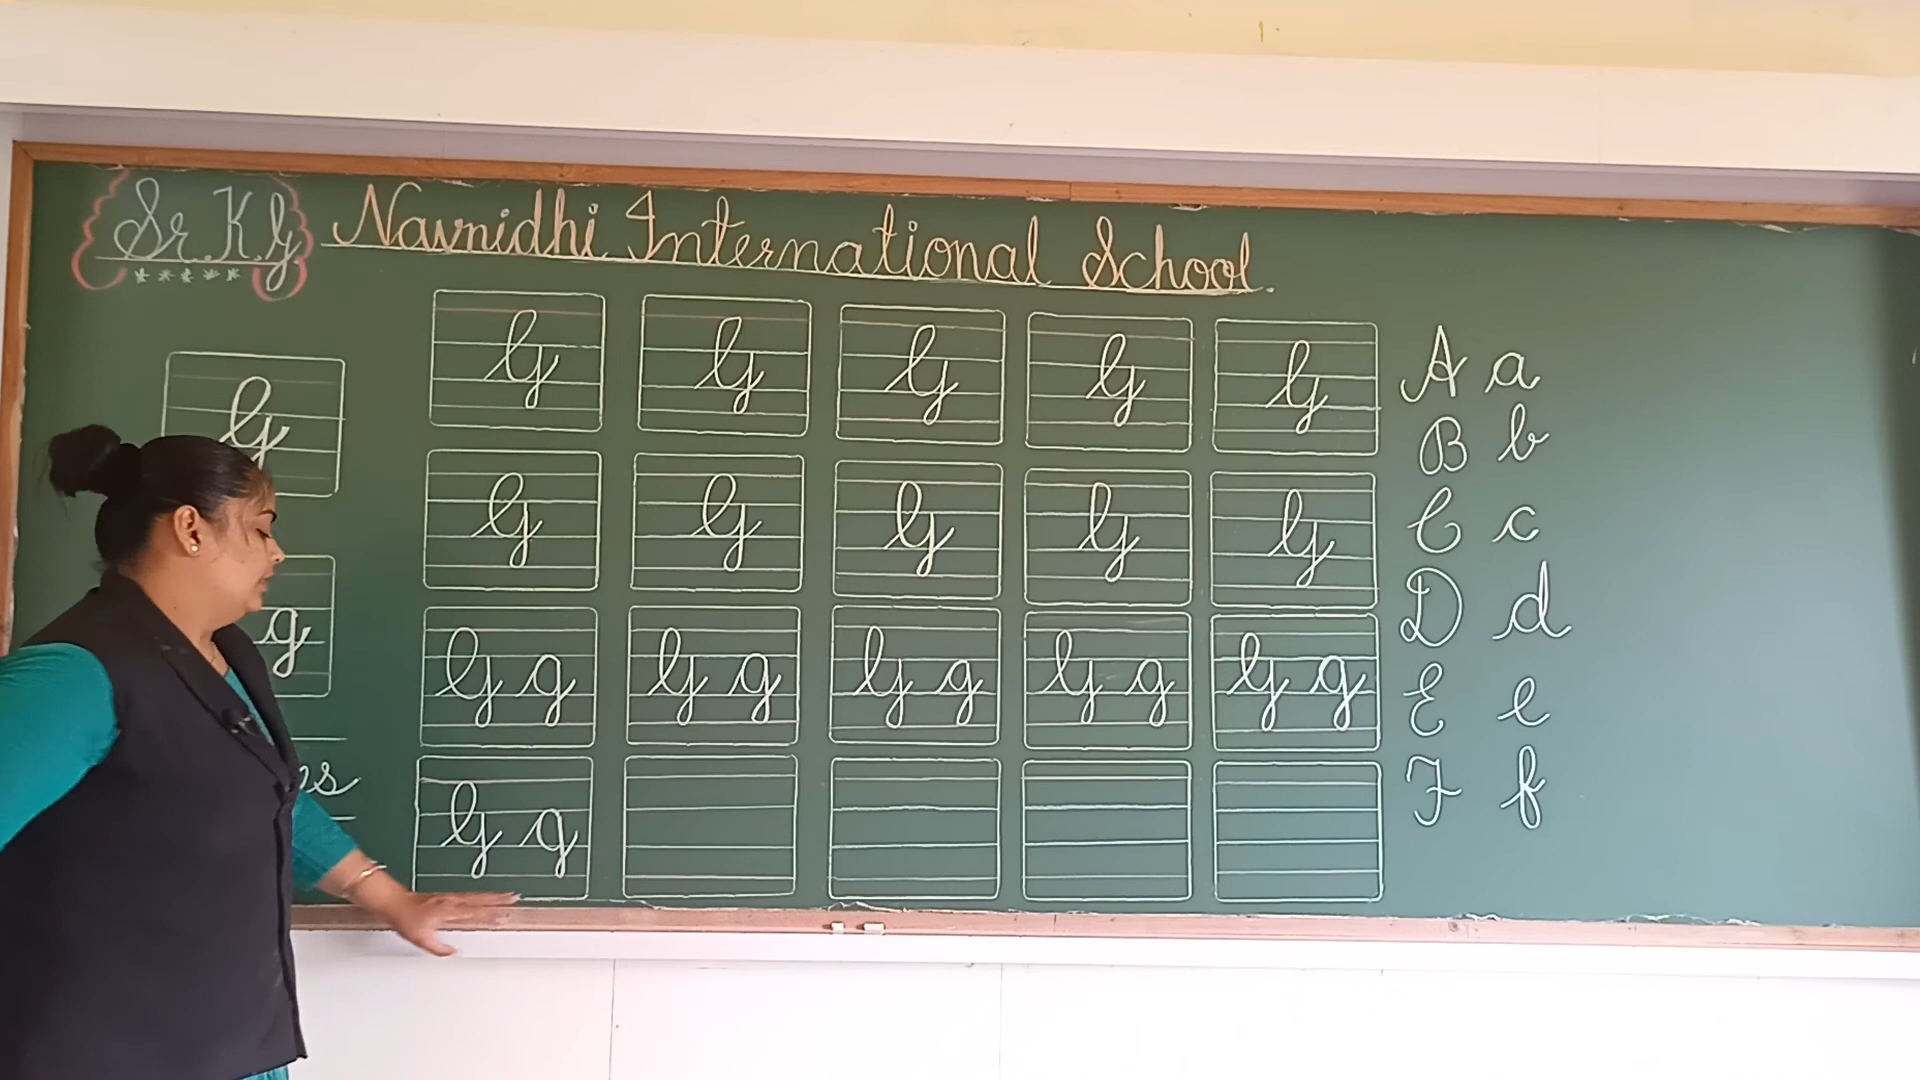 Sr. K.G. Navnidhi International School.
G
G G G G G
G G G G G
g
G g G g G g G g G g
G g
A a
B b
C c
D d
E e
F f